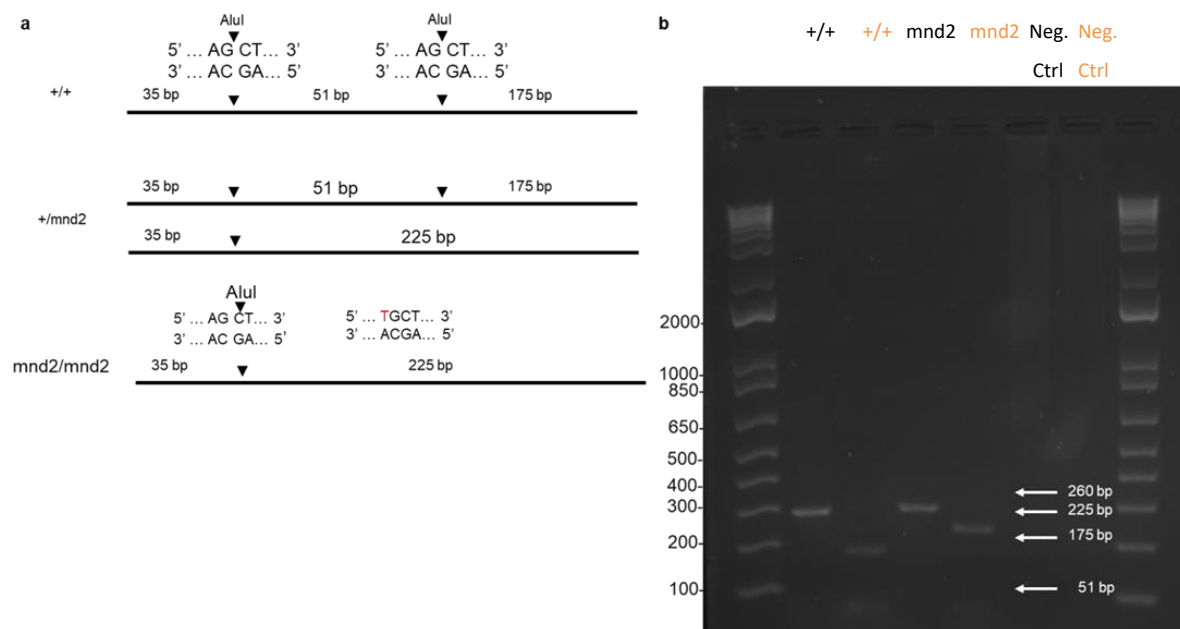 a
AluI AluI
5' ... AG CT... 3' 5' ... AG CT... 3'
3' ... AC GA... 5' 3' ... AC GA... 5'
+/+
35 bp 51 bp 175 bp
+/mnd2
35 bp 51 bp 175 bp
35 bp 225 bp
AluI
5' ... AG CT... 3' 5' ... TGCT... 3'
3' ... AC GA... 5' 3' ... ACGA... 5'
mnd2/mnd2
35 bp 225 bp
b
+/+ +/+ mnd2 mnd2 Neg. Neg.
Ctrl Ctrl
2000
1000
850
650
500
400
300
200
100
260 bp
225 bp
175 bp
51 bp